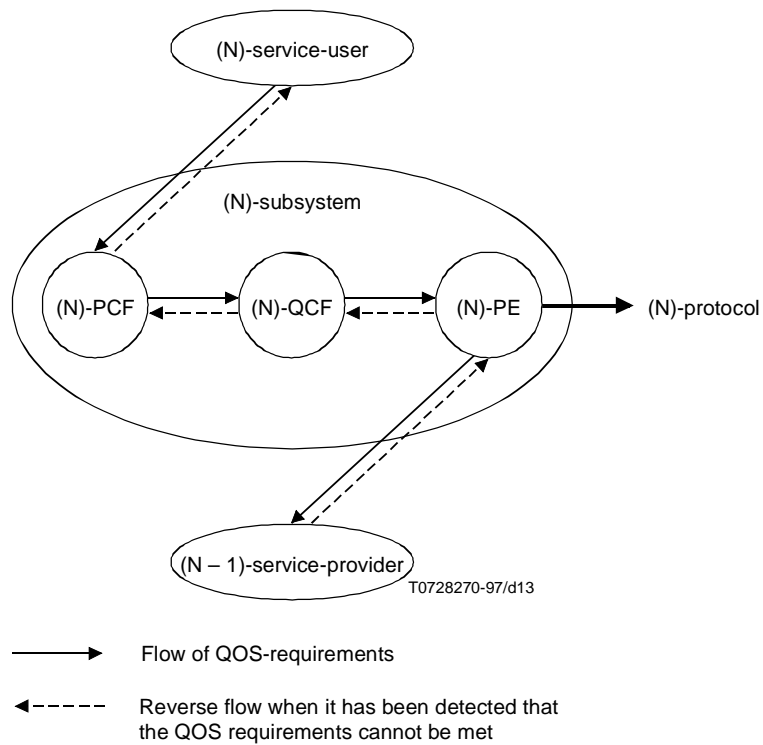 (N)-service-user
(N)-subsystem
(N)-PCF
(N)-QCF
(N)-PE
(N)-protocol
(N – 1)-service-provider
T0728270-97/d13
Flow of QOS-requirements
Reverse flow when it has been detected that
the QOS requirements cannot be met